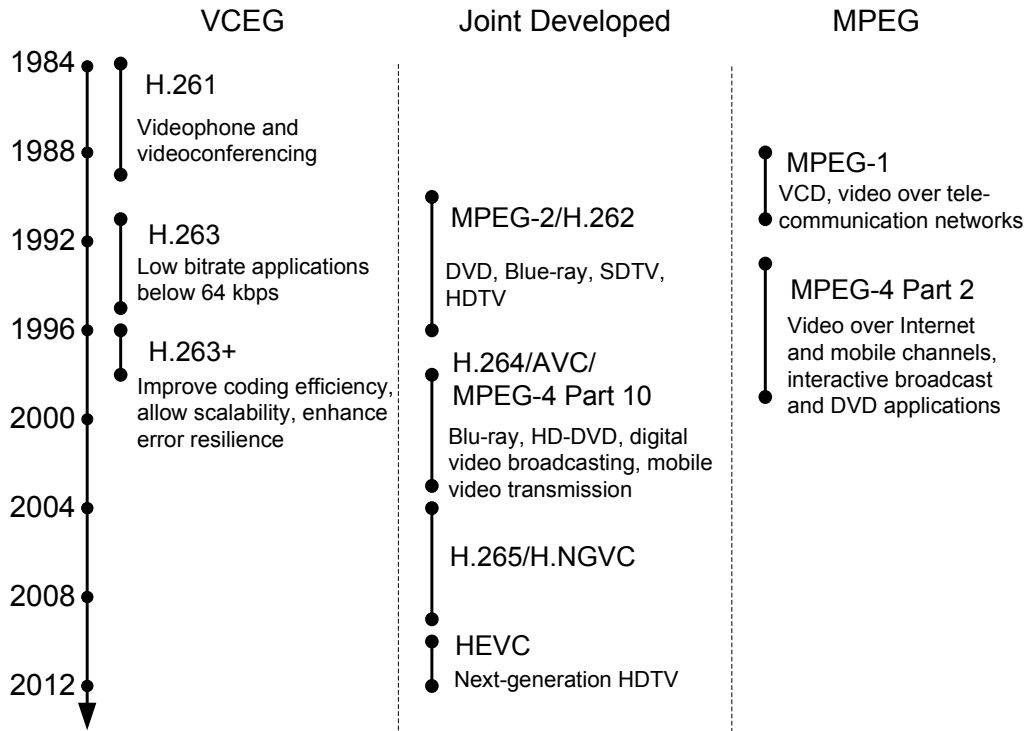 VCEG
Joint Developed
MPEG
1984
1988
1992
1996
2000
2004
2008
2012
H.261
Videophone and
videoconferencing
H.263
Low bitrate applications
below 64 kbps
H.263+
Improve coding efficiency,
allow scalability, enhance
error resilience
MPEG-2/H.262
DVD, Blue-ray, SDTV,
HDTV
H.264/AVC/
MPEG-4 Part 10
Blu-ray, HD-DVD, digital
video broadcasting, mobile
video transmission
H.265/H.NGVC
HEVC
Next-generation HDTV
MPEG-1
VCD, video over tele-
communication networks
MPEG-4 Part 2
Video over Internet
and mobile channels,
interactive broadcast
and DVD applications